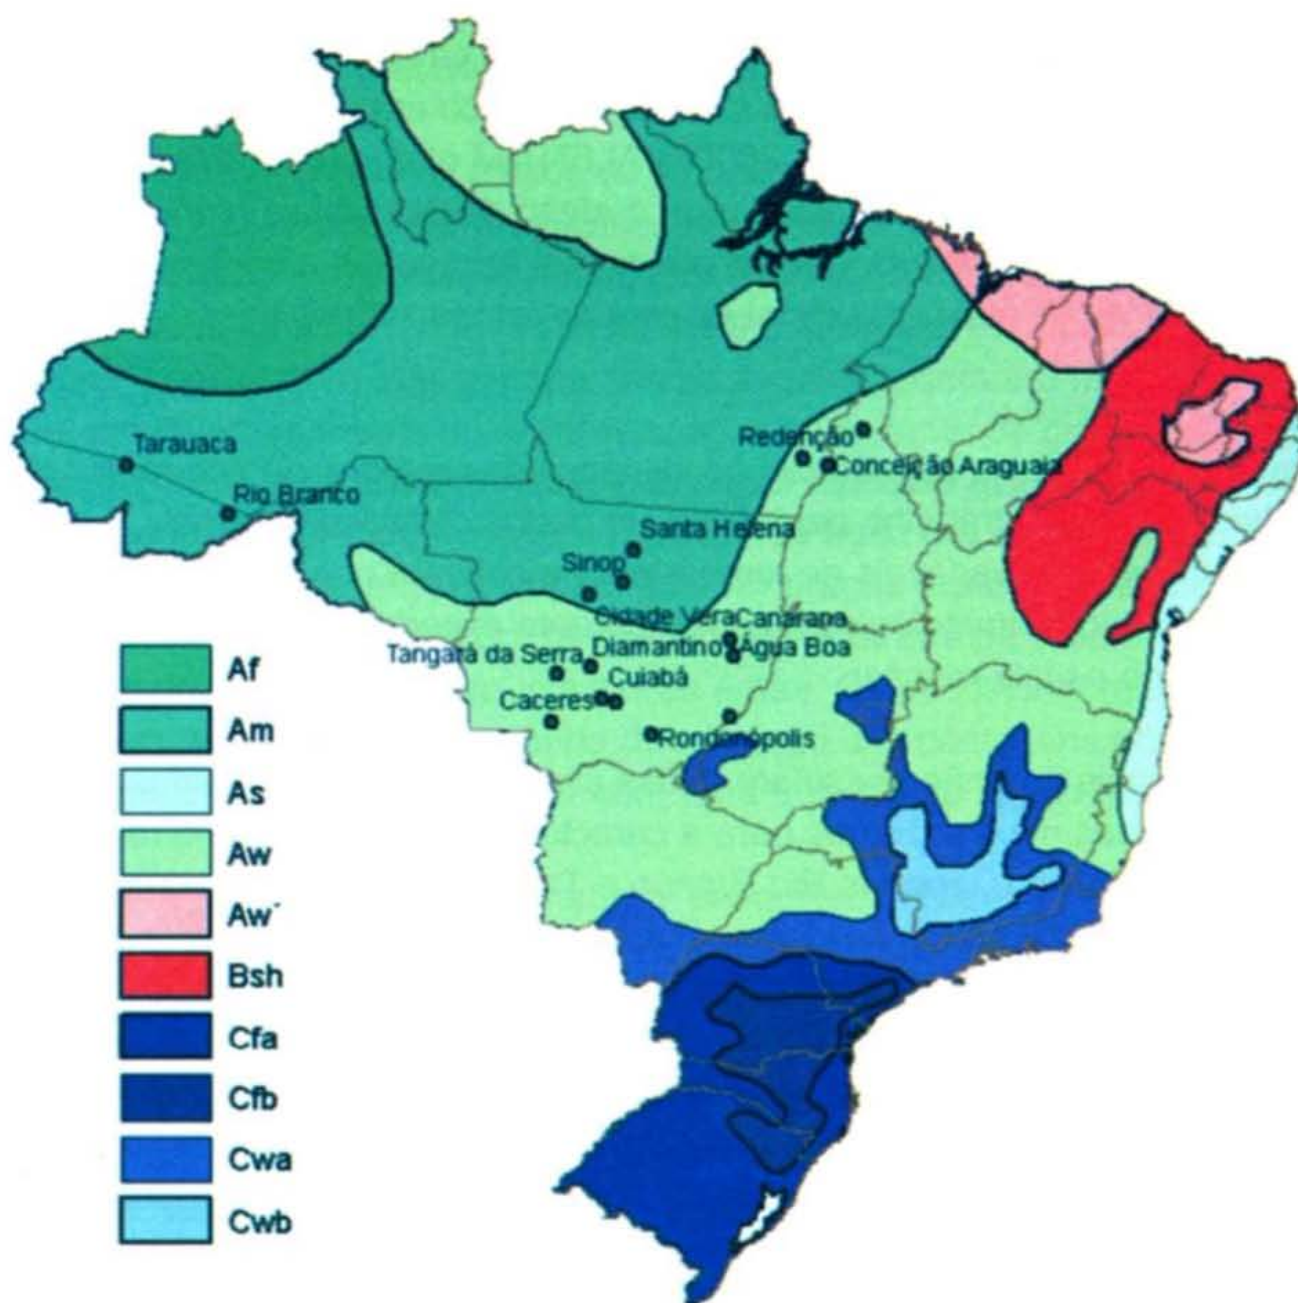 Tarauaca
Rio Branco
Redenção
Conceição Araguaia
Santa Helena
Sinop
Cidade Vera
Canarana
Diamantino
Água Boa
Tangará da Serra
Cuiabá
Caceres
Rondonópolis
Af
Am
As
Aw
Aw´
Bsh
Cfa
Cfb
Cwa
Cwb